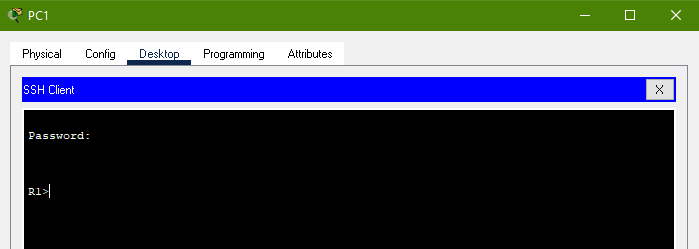 PC1
Physical Config Desktop Programming Attributes
SSH Client X
Password:
R1>